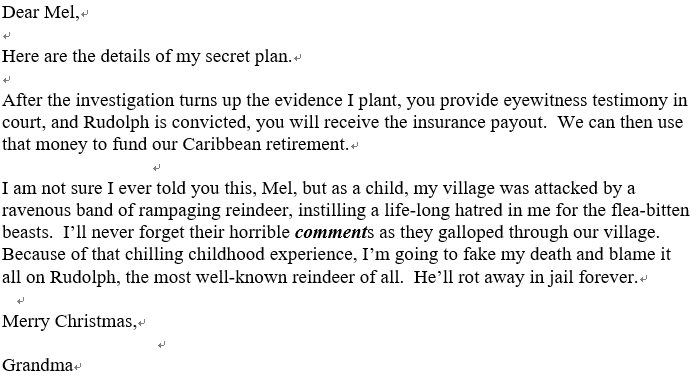 Dear Mel,
Here are the details of my secret plan.
After the investigation turns up the evidence I plant, you provide eyewitness testimony in
court, and Rudolph is convicted, you will receive the insurance payout.  We can then use
that money to fund our Caribbean retirement.
I am not sure I ever told you this, Mel, but as a child, my village was attacked by a
ravenous band of rampaging reindeer, instilling a life-long hatred in me for the flea-bitten
beasts.  I’ll never forget their horrible comments as they galloped through our village.
Because of that chilling childhood experience, I’m going to fake my death and blame it
all on Rudolph, the most well-known reindeer of all.  He’ll rot away in jail forever.
Merry Christmas,
Grandma